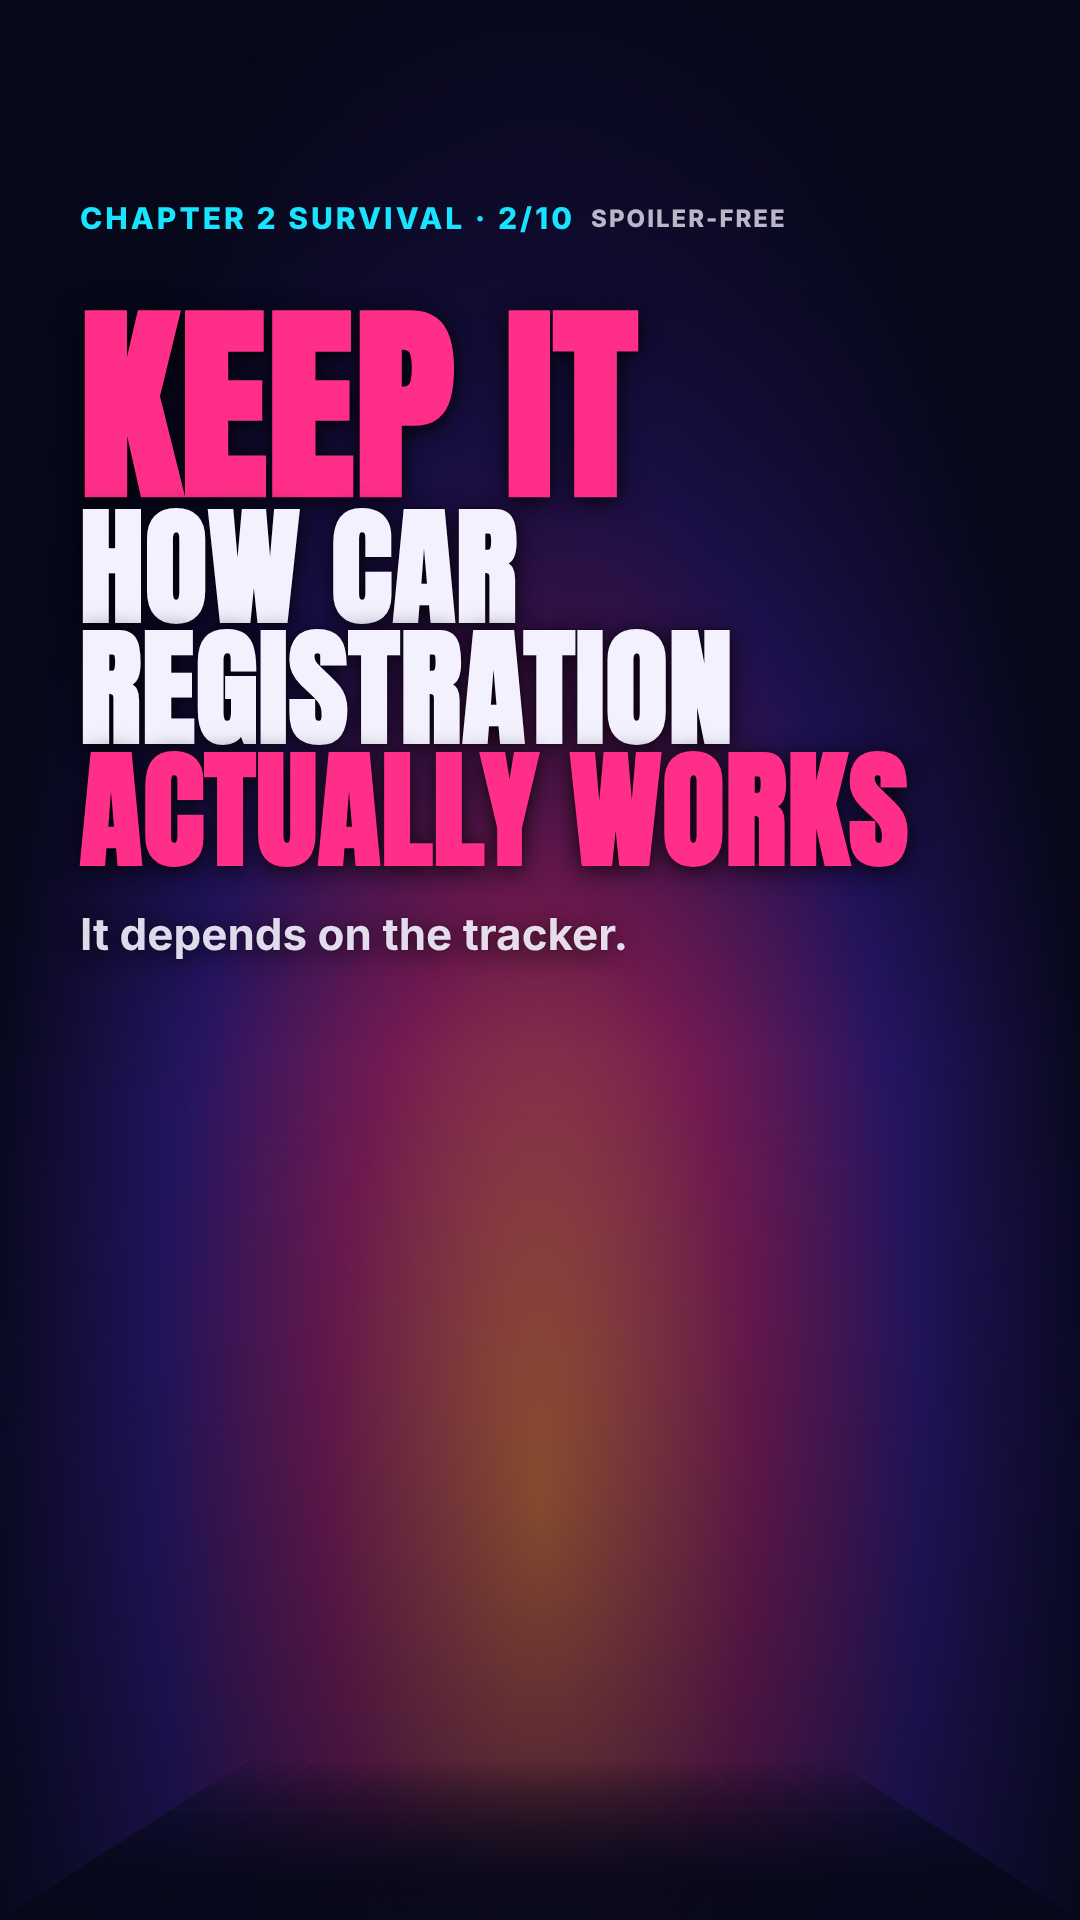 CHAPTER 2 SURVIVAL · 2/10 SPOILER-FREE
KEEP IT
HOW CAR
REGISTRATION
ACTUALLY WORKS
It depends on the tracker.